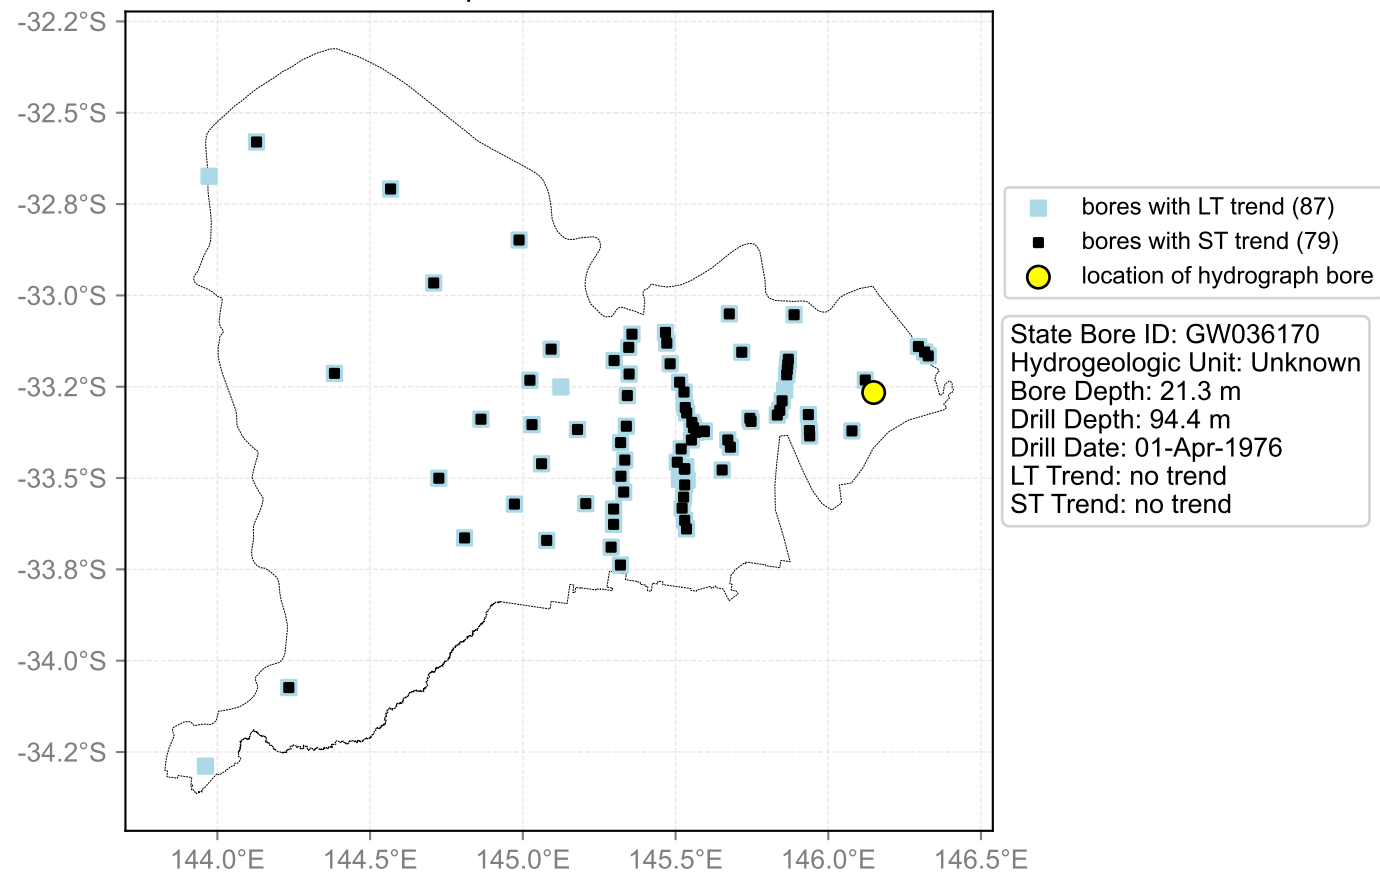 -32.2°S
-32.5°S
-32.8°S
-33.0°S
-33.2°S
-33.5°S
-33.8°S
-34.0°S
-34.2°S
144.0°E 144.5°E 145.0°E 145.5°E 146.0°E 146.5°E
bores with LT trend (87)
bores with ST trend (79)
location of hydrograph bore
State Bore ID: GW036170
Hydrogeologic Unit: Unknown
Bore Depth: 21.3 m
Drill Depth: 94.4 m
Drill Date: 01-Apr-1976
LT Trend: no trend
ST Trend: no trend